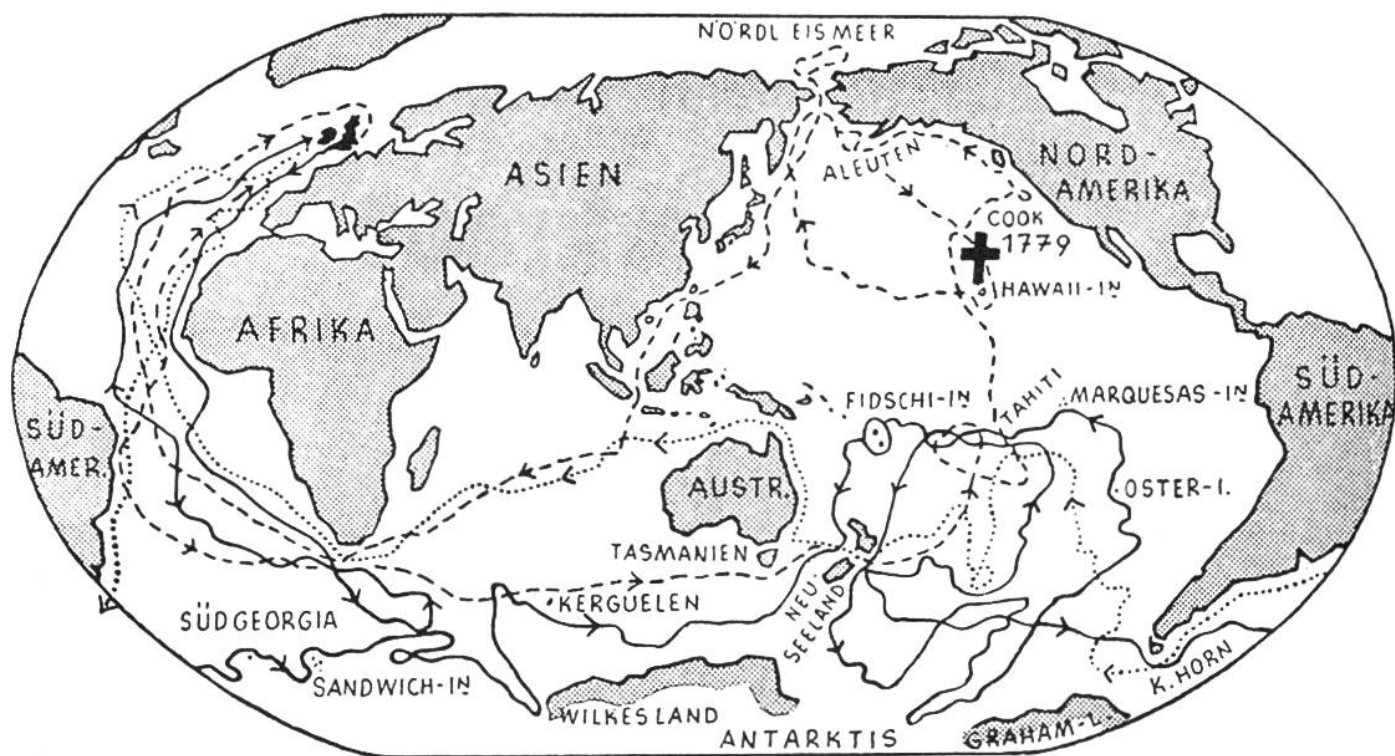 NÖRDL EISMEER
ASIEN
ALEUTEN
NORD-
AMERIKA
COOK
1779
HAWAII-IN
AFRIKA
SÜD-
AMER.
SÜD-
AMERIKA
FIDSCHI-IN
TAHITI
MARQUESAS-IN
AUSTR.
OSTER-I.
TASMANIEN
KERGUELEN
NEU
SEELAND
SÜDGEORGIA
SANDWICH-IN
WILKESLAND
ANTARKTIS
GRAHAM-L.
K. HORN